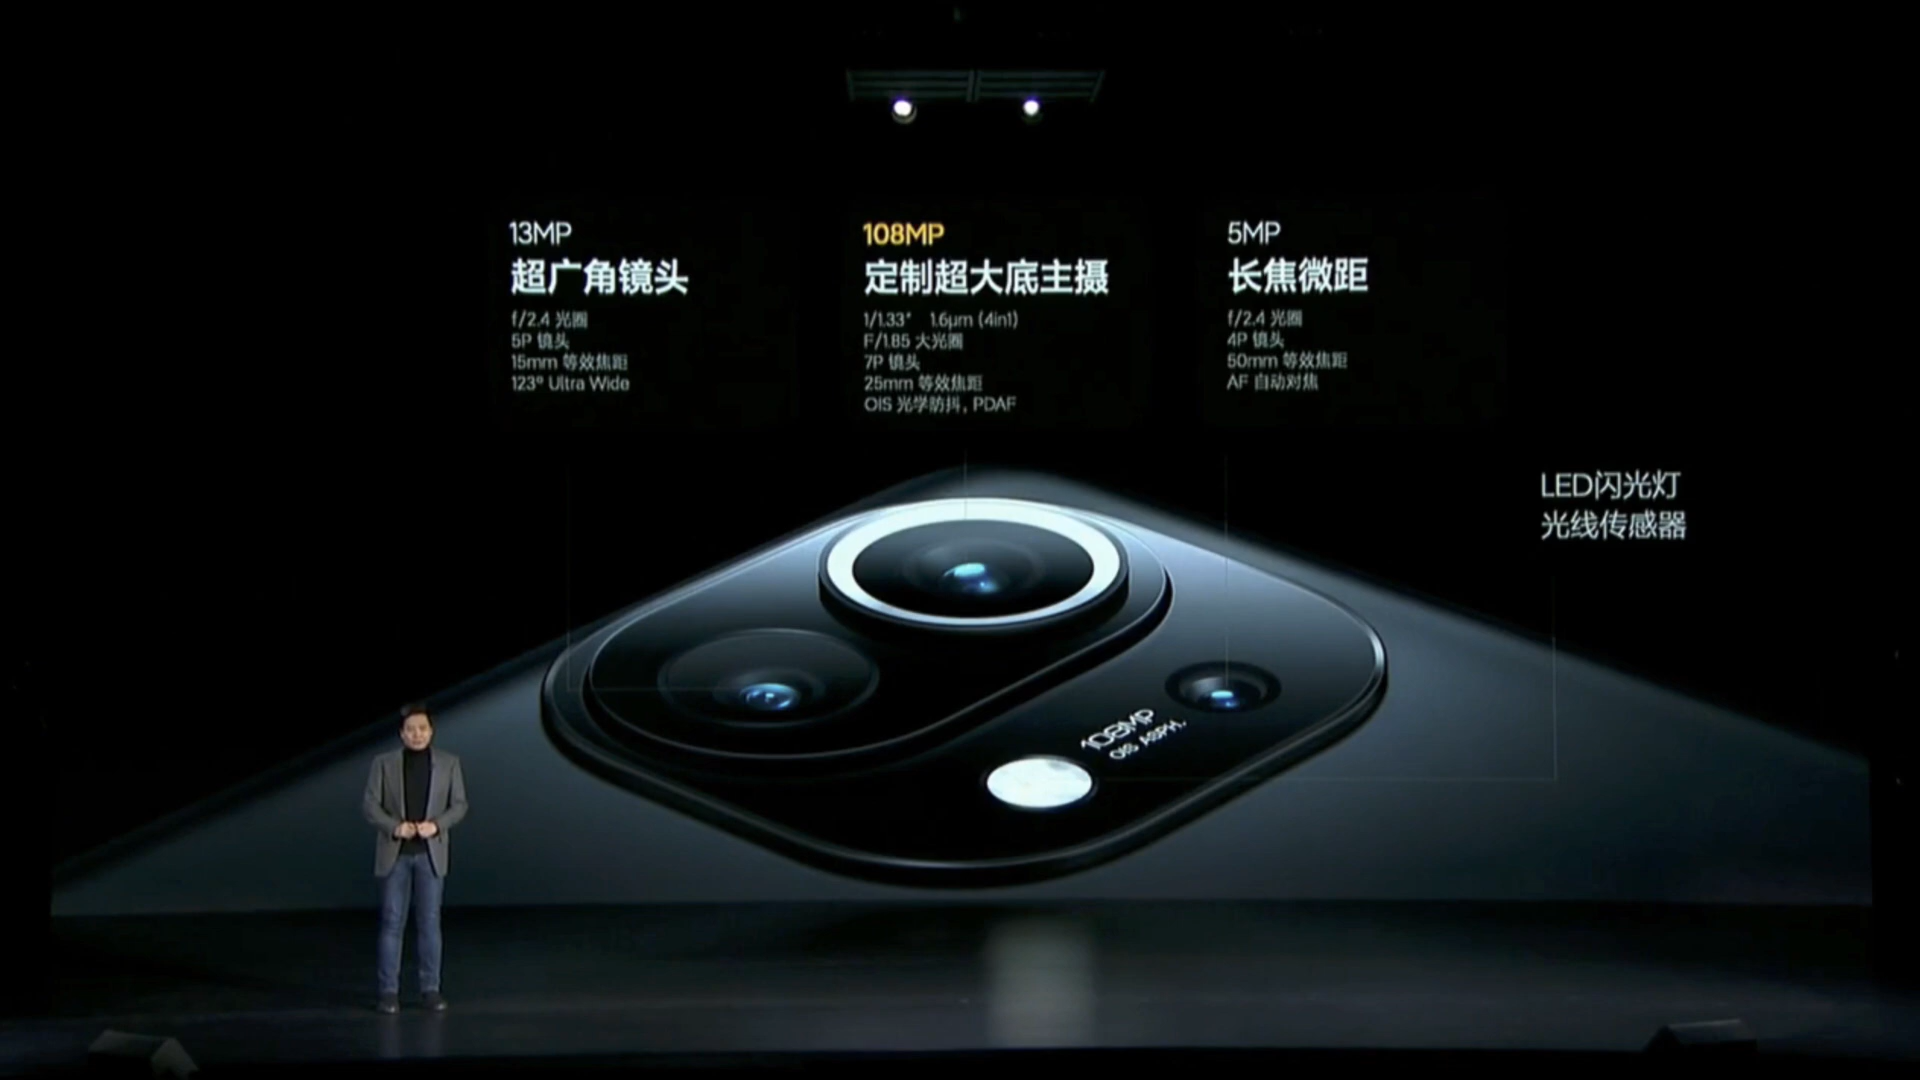 13MP
超广角镜头
f/2.4 光圈
5P 镜头
15mm 等效焦距
123° Ultra Wide
108MP
定制超大底主摄
1/1.33" 1.6μm (4in1)
F/1.85 大光圈
7P 镜头
25mm 等效焦距
OIS 光学防抖, PDAF
5MP
长焦微距
f/2.4 光圈
4P 镜头
50mm 等效焦距
AF 自动对焦
LED闪光灯
光线传感器
108MP
OIS ASPH.